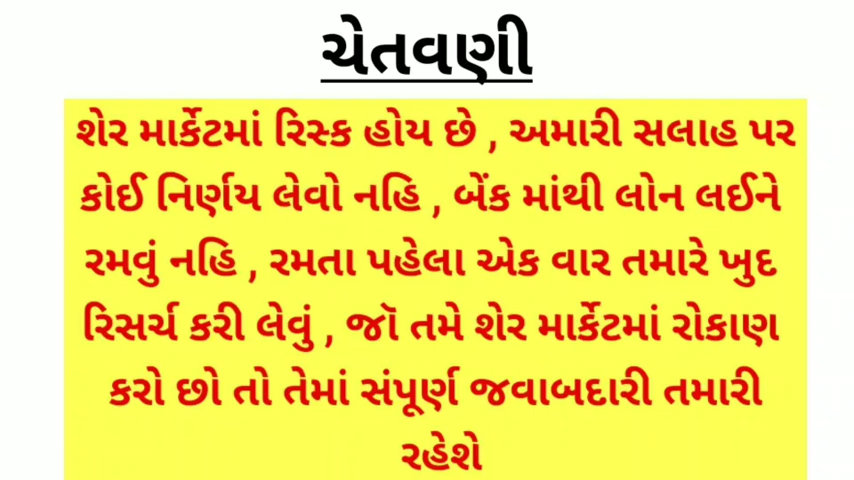 ચેતવણી
શેર માર્કેટમાં રિસ્ક હોય છે , અમારી સલાહ પર
કોઈ નિર્ણય લેવો નહિ , બેંક માંથી લોન લઈને
રમવું નહિ , રમતા પહેલા એક વાર તમારે ખુદ
રિસર્ચ કરી લેવું , જૉ તમે શેર માર્કેટમાં રોકાણ
કરો છો તો તેમાં સંપૂર્ણ જવાબદારી તમારી
રહેશે